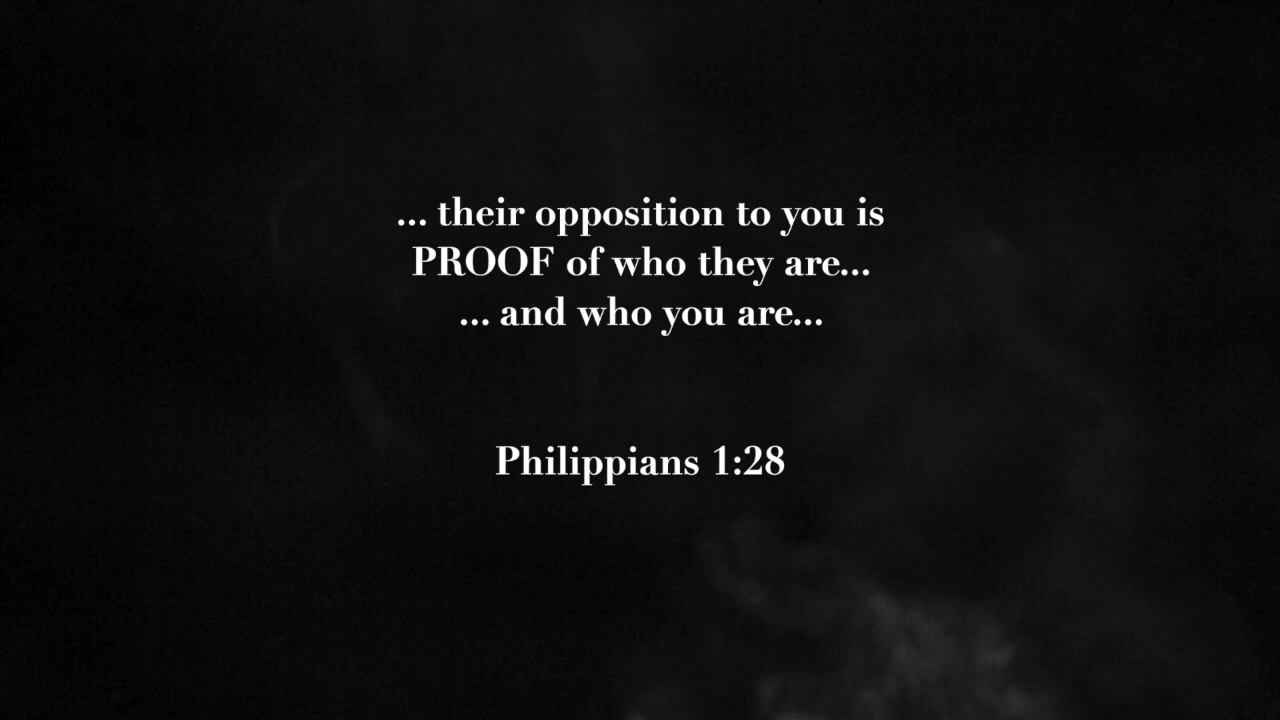 ... their opposition to you is
PROOF of who they are...
... and who you are...
Philippians 1:28